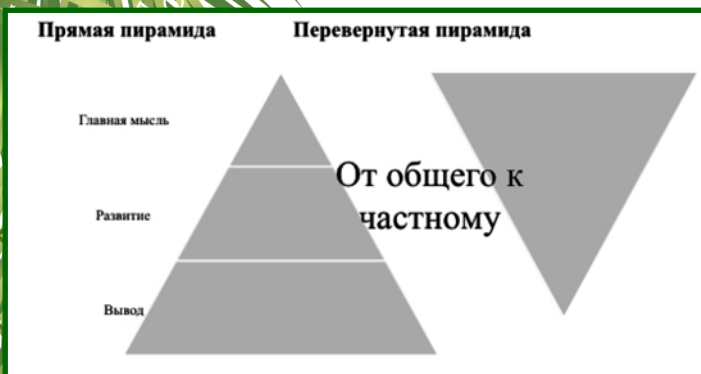 Прямая пирамида
Перевернутая пирамида
Главная мысль
Развитие
Вывод
От общего к
частному